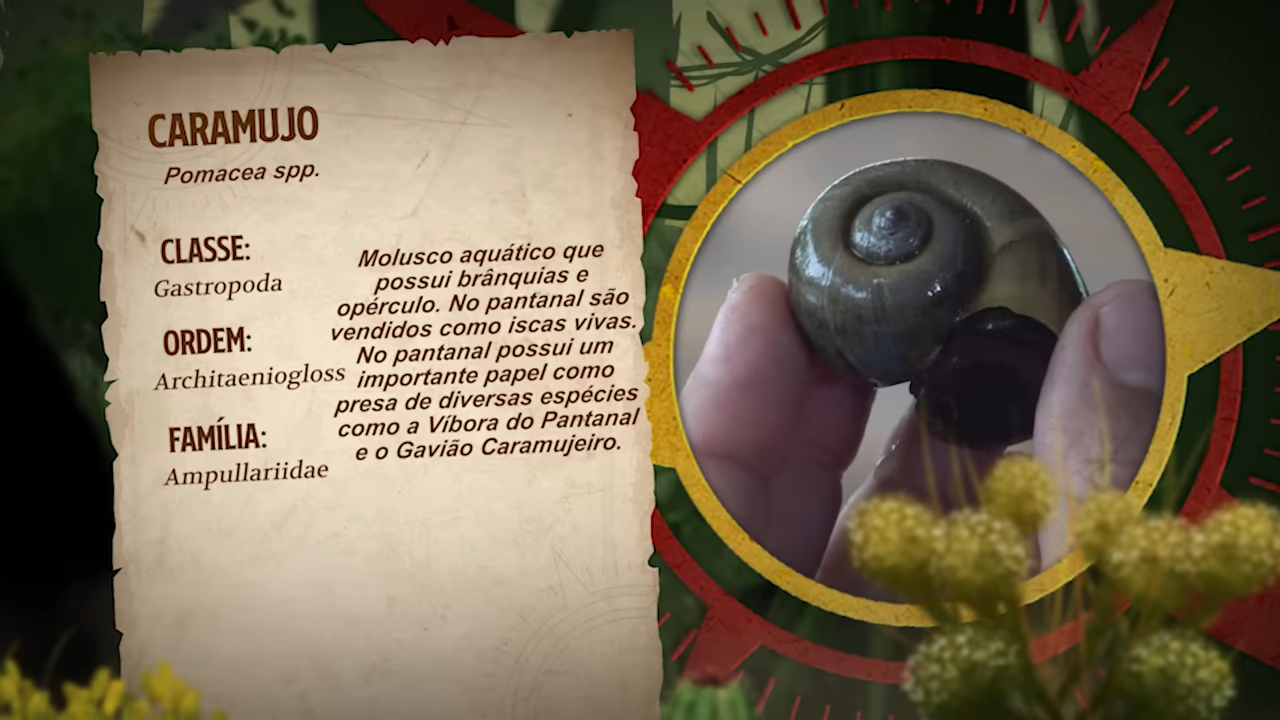 CARAMUJO
Pomacea spp.
CLASSE:
Gastropoda
ORDEM:
Architaeniogloss
FAMÍLIA:
Ampullariidae
Molusco aquático que
possui brânquias e
opérculo. No pantanal são
vendidos como iscas vivas.
No pantanal possui um
importante papel como
presa de diversas espécies
como a Víbora do Pantanal
e o Gavião Caramujeiro.